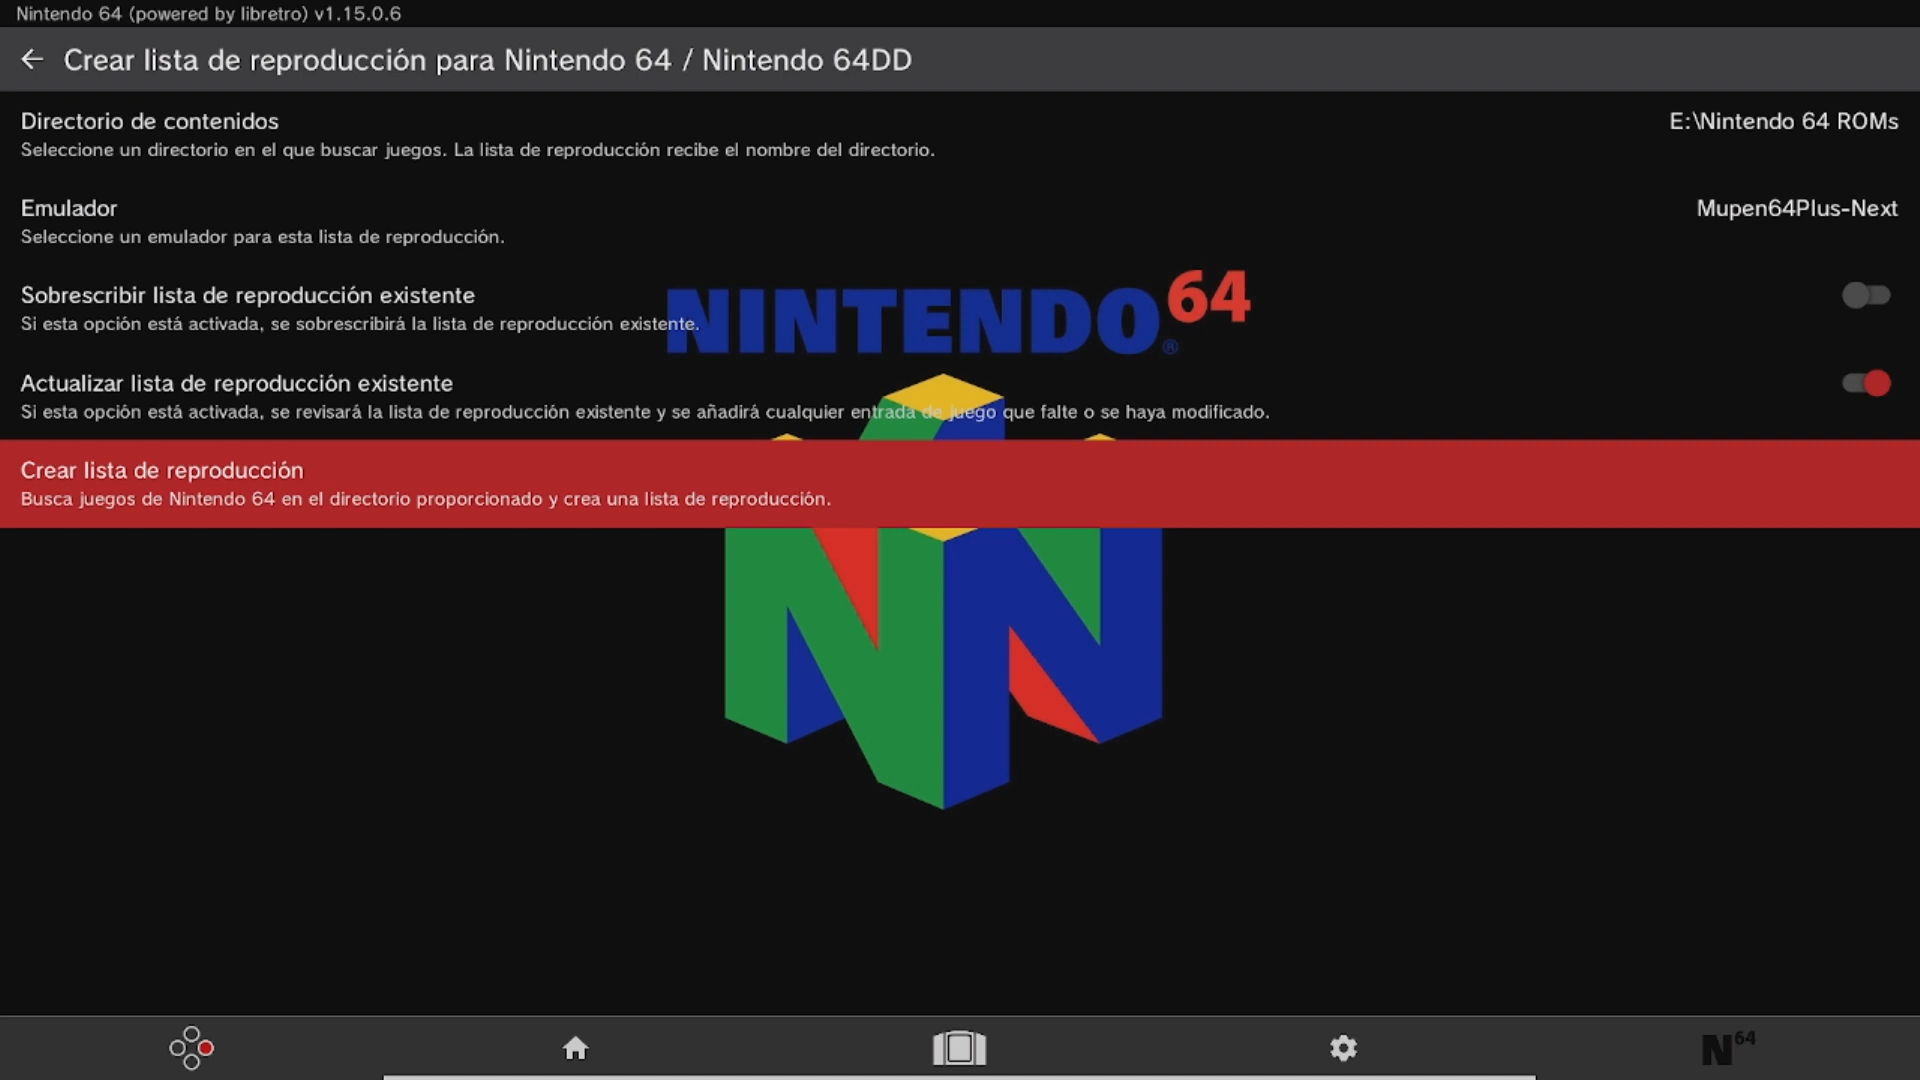 Nintendo 64 (powered by libretro) v1.15.0.6
Crear lista de reproducción para Nintendo 64 / Nintendo 64DD
Directorio de contenidos
E:\Nintendo 64 ROMs
Seleccione un directorio en el que buscar juegos. La lista de reproducción recibe el nombre del directorio.
Emulador
Mupen64Plus-Next
Seleccione un emulador para esta lista de reproducción.
Sobrescribir lista de reproducción existente
Si esta opción está activada, se sobrescribirá la lista de reproducción existente.
NINTENDO 64®
Actualizar lista de reproducción existente
Si esta opción está activada, se revisará la lista de reproducción existente y se añadirá cualquier entrada de juego que falte o se haya modificado.
Crear lista de reproducción
Busca juegos de Nintendo 64 en el directorio proporcionado y crea una lista de reproducción.
N64